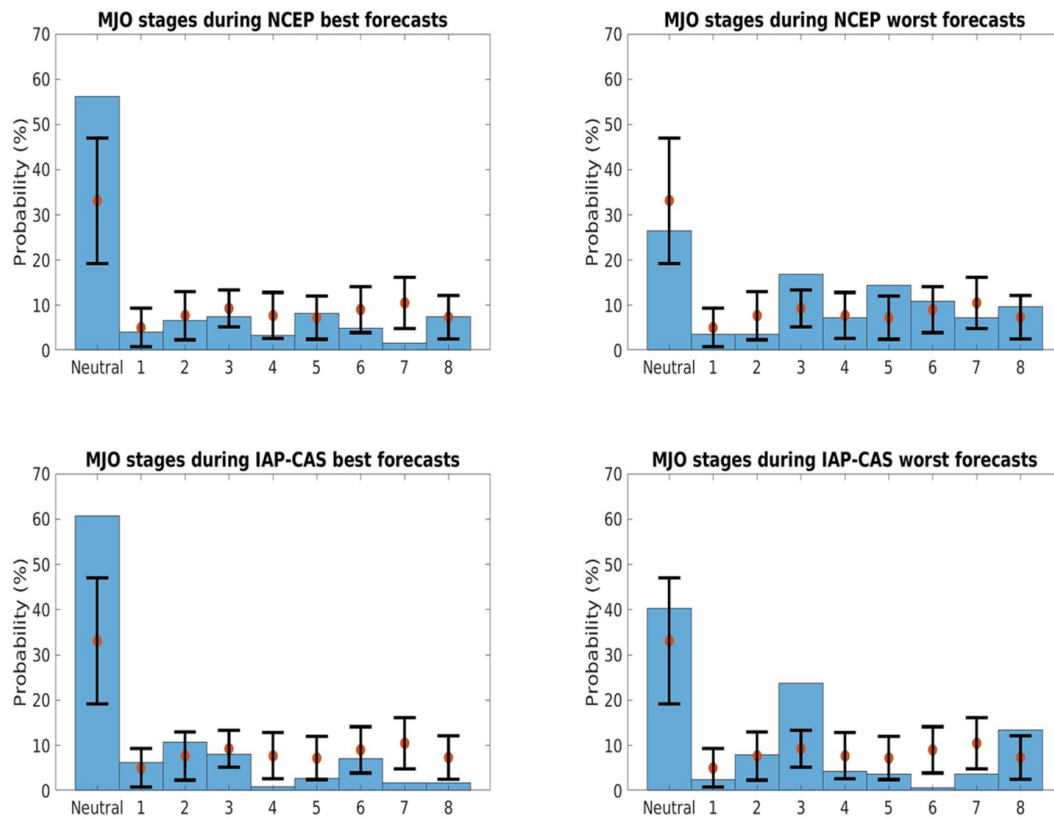 MJO stages during NCEP best forecasts
70
60
50
40
30
20
10
0
Probability (%)
Neutral 1 2 3 4 5 6 7 8
MJO stages during NCEP worst forecasts
70
60
50
40
30
20
10
0
Probability (%)
Neutral 1 2 3 4 5 6 7 8
MJO stages during IAP-CAS best forecasts
70
60
50
40
30
20
10
0
Probability (%)
Neutral 1 2 3 4 5 6 7 8
MJO stages during IAP-CAS worst forecasts
70
60
50
40
30
20
10
0
Probability (%)
Neutral 1 2 3 4 5 6 7 8